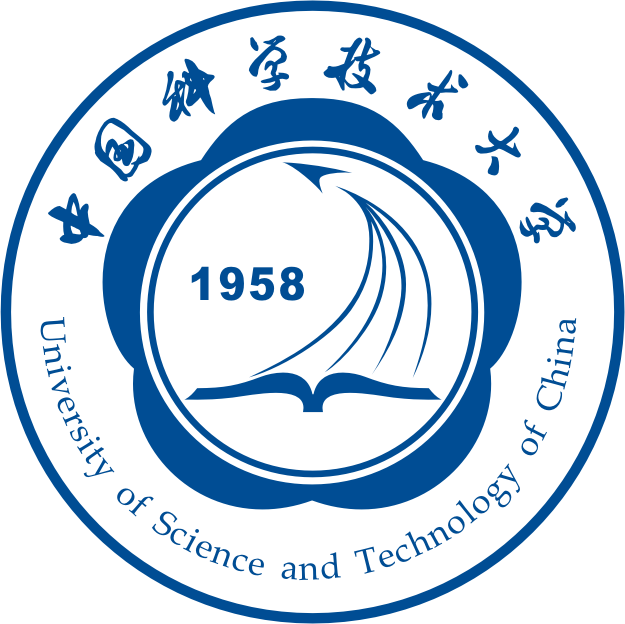 中国科学技术大学
1958
University of Science and Technology of China